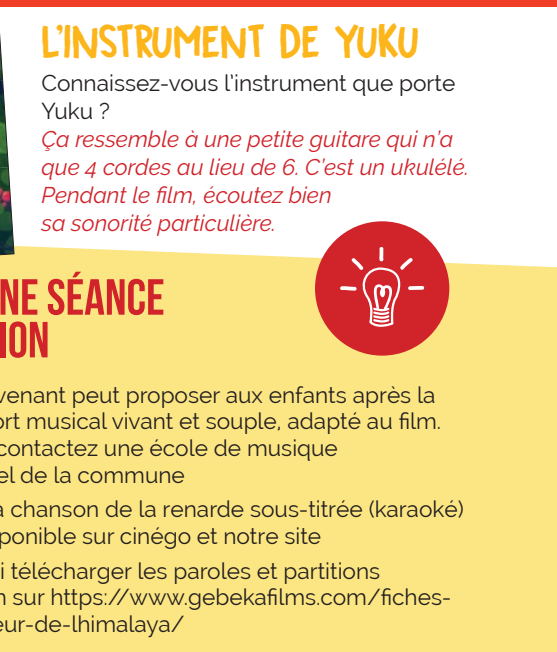 L'INSTRUMENT DE YUKU
Connaissez-vous l'instrument que porte
Yuku ?
Ça ressemble à une petite guitare qui n'a
que 4 cordes au lieu de 6. C'est un ukulélé.
Pendant le film, écoutez bien
sa sonorité particulière.
NE SÉANCE
ION
venant peut proposer aux enfants après la
ort musical vivant et souple, adapté au film.
contactez une école de musique
el de la commune
a chanson de la renarde sous-titrée (karaoké)
ponible sur cinégo et notre site
i télécharger les paroles et partitions
n sur https://www.gebekafilms.com/fiches-
eur-de-lhimalaya/